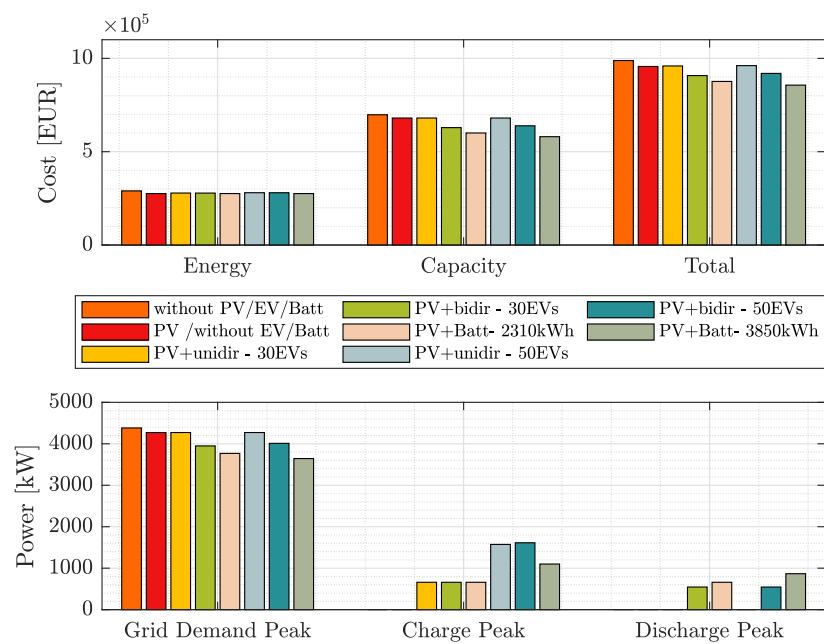 ×10⁵
10
5
0
Cost [EUR]
Energy Capacity Total
without PV/EV/Batt PV+bidir - 30EVs PV+bidir - 50EVs
PV /without EV/Batt PV+Batt- 2310kWh PV+Batt- 3850kWh
PV+unidir - 30EVs PV+unidir - 50EVs
5000
4000
3000
2000
1000
0
Power [kW]
Grid Demand Peak Charge Peak Discharge Peak